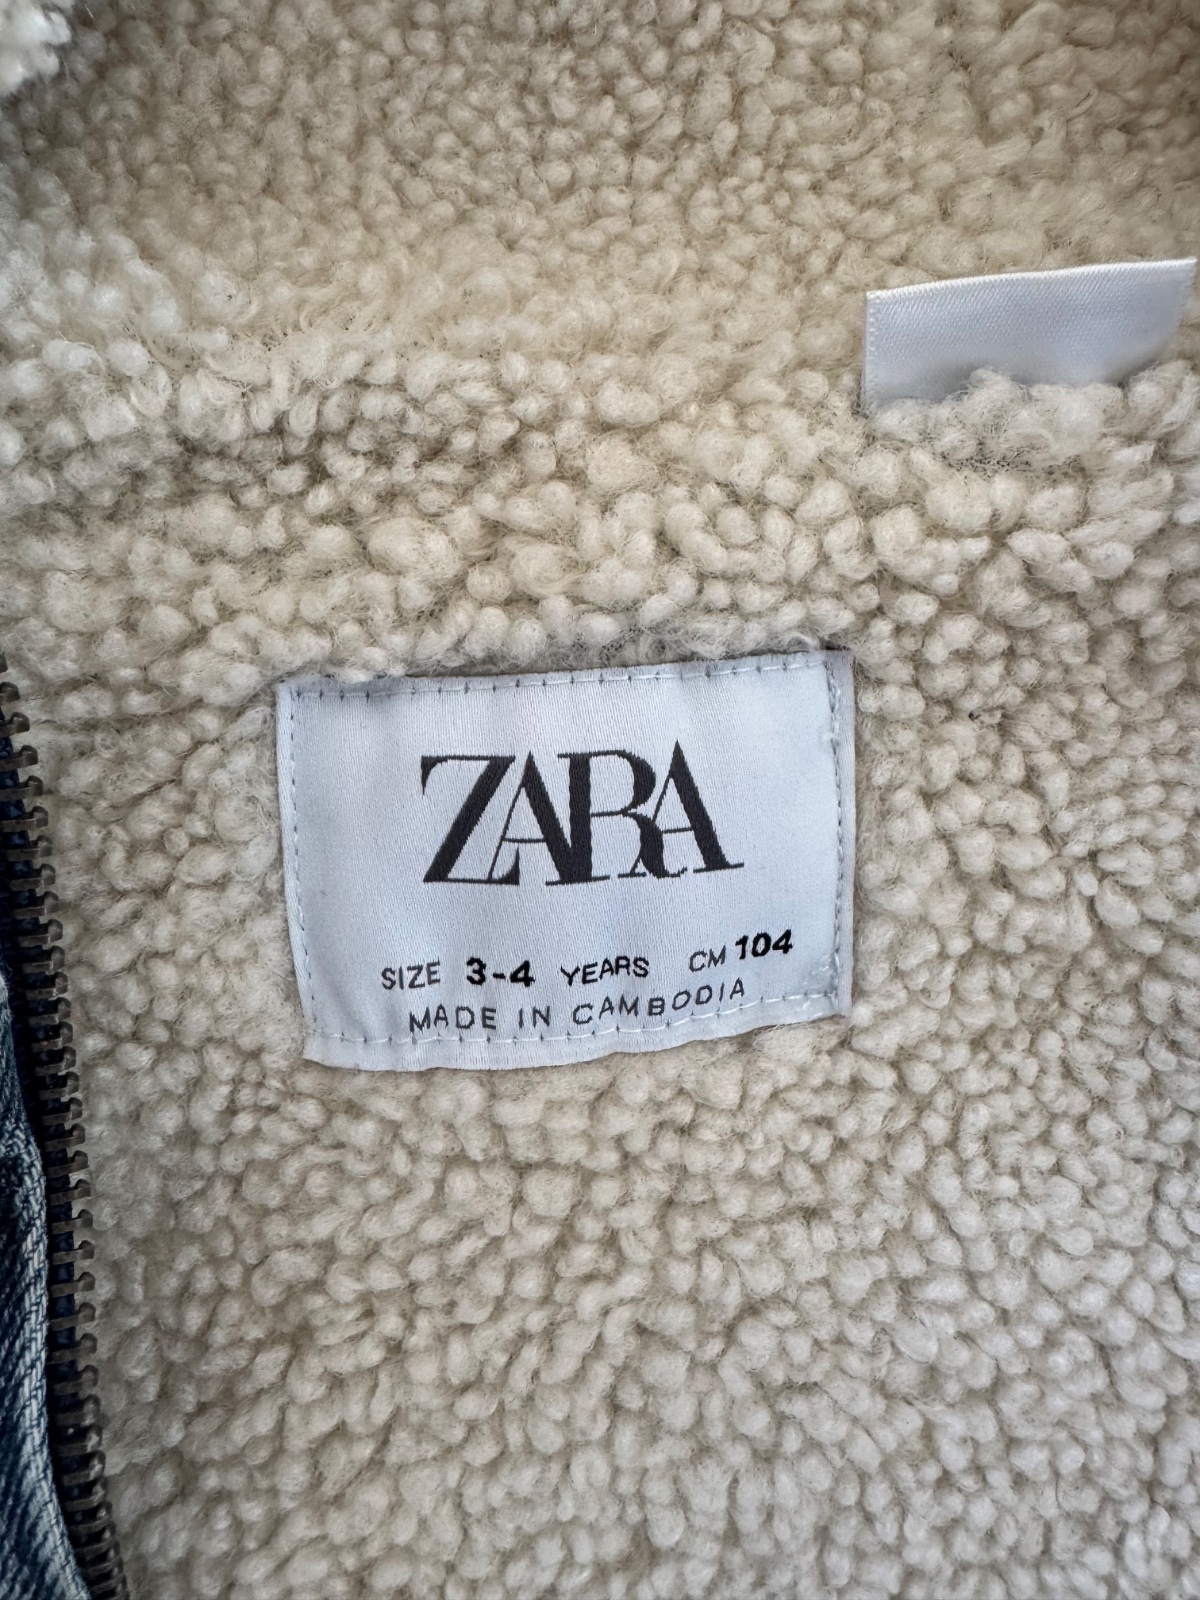 ZARA
SIZE 3-4 YEARS CM 104
MADE IN CAMBODIA